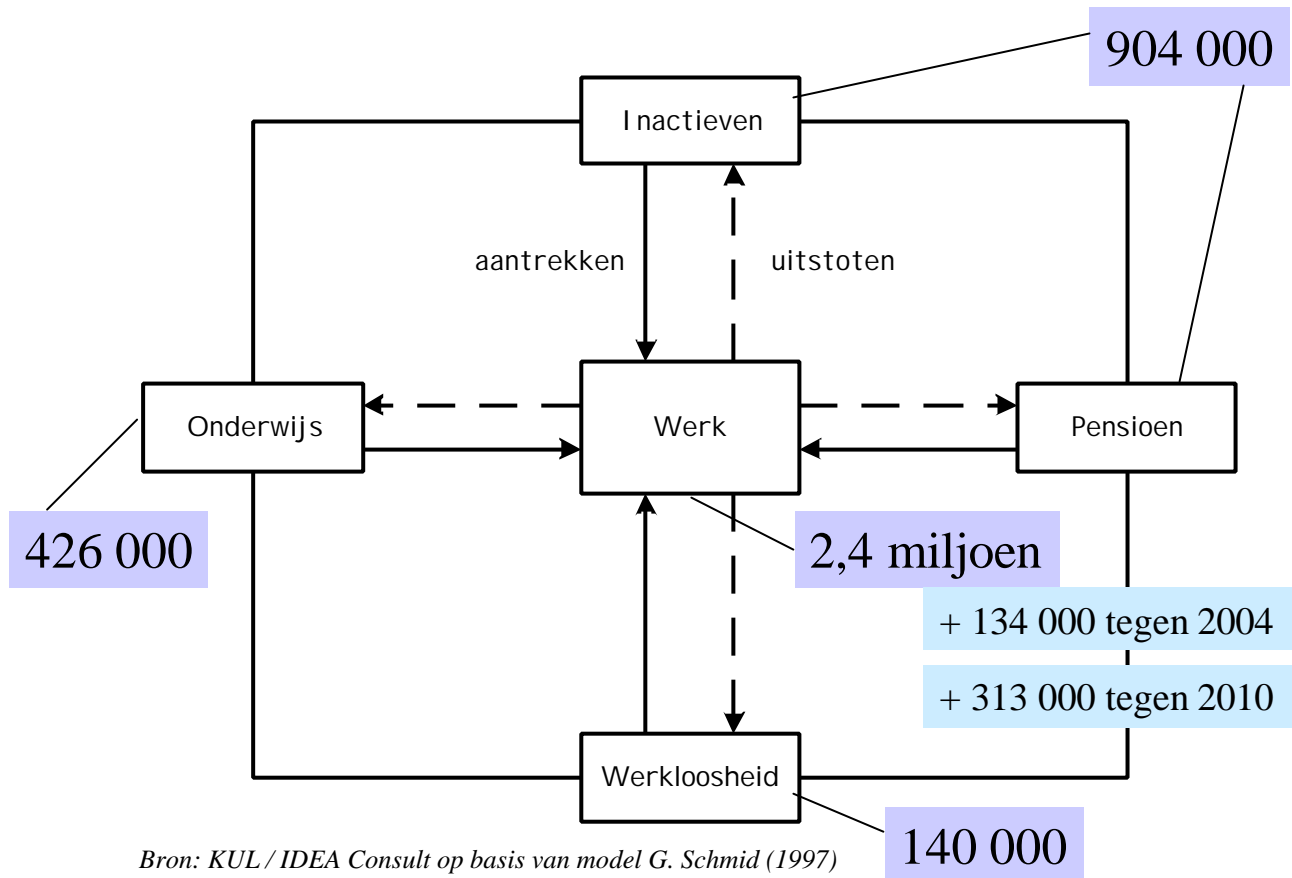 904 000
Inactieven
aantrekken
uitstoten
Onderwijs
Werk
Pensioen
426 000
2,4 miljoen
+ 134 000 tegen 2004
+ 313 000 tegen 2010
Werkloosheid
140 000
Bron: KUL / IDEA Consult op basis van model G. Schmid (1997)